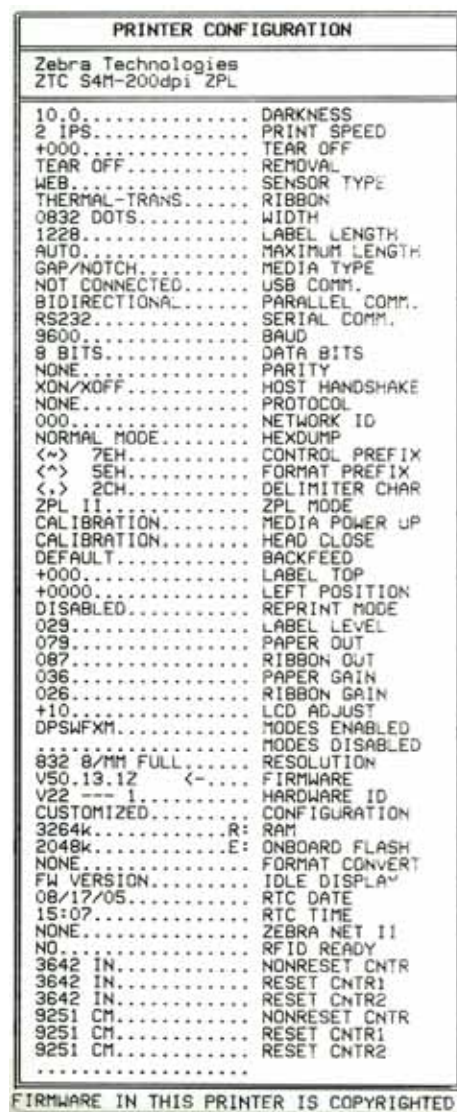 PRINTER CONFIGURATION
Zebra Technologies
ZTC S4M-200dpi ZPL
10.0............... DARKNESS
2 IPS.............. PRINT SPEED
+000............... TEAR OFF
TEAR OFF........... REMOVAL
WEB................ SENSOR TYPE
THERMAL-TRANS...... RIBBON
0832 DOTS.......... WIDTH
1228............... LABEL LENGTH
AUTO............... MAXIMUM LENGTH
GAP/NOTCH.......... MEDIA TYPE
NOT CONNECTED...... USB COMM.
BIDIRECTIONAL...... PARALLEL COMM.
RS232.............. SERIAL COMM.
9600............... BAUD
8 BITS............. DATA BITS
NONE............... PARITY
XON/XOFF........... HOST HANDSHAKE
NONE............... PROTOCOL
000................ NETWORK ID
NORMAL MODE........ HEXDUMP
<~> 7EH........... CONTROL PREFIX
<^> 5EH........... FORMAT PREFIX
<,> 2CH........... DELIMITER CHAR
ZPL II............. ZPL MODE
CALIBRATION........ MEDIA POWER UP
CALIBRATION........ HEAD CLOSE
DEFAULT............ BACKFEED
+000............... LABEL TOP
+0000.............. LEFT POSITION
DISABLED........... REPRINT MODE
029................ LABEL LEVEL
079................ PAPER OUT
087................ RIBBON OUT
036................ PAPER GAIN
026................ RIBBON GAIN
+10................ LCD ADJUST
DPSWFXM............ MODES ENABLED
................... MODES DISABLED
832 8/MM FULL...... RESOLUTION
V50.13.1Z <-.... FIRMWARE
V22 --- 1.......... HARDWARE ID
CUSTOMIZED......... CONFIGURATION
3264k............R: RAM
2048k............E: ONBOARD FLASH
NONE............... FORMAT CONVERT
FW VERSION......... IDLE DISPLAY
08/17/05........... RTC DATE
15:07.............. RTC TIME
NONE............... ZEBRA NET II
NO................. RFID READY
3642 IN............ NONRESET CNTR
3642 IN............ RESET CNTR1
3642 IN............ RESET CNTR2
9251 CM............ NONRESET CNTR
9251 CM............ RESET CNTR1
9251 CM............ RESET CNTR2
...................
FIRMWARE IN THIS PRINTER IS COPYRIGHTED